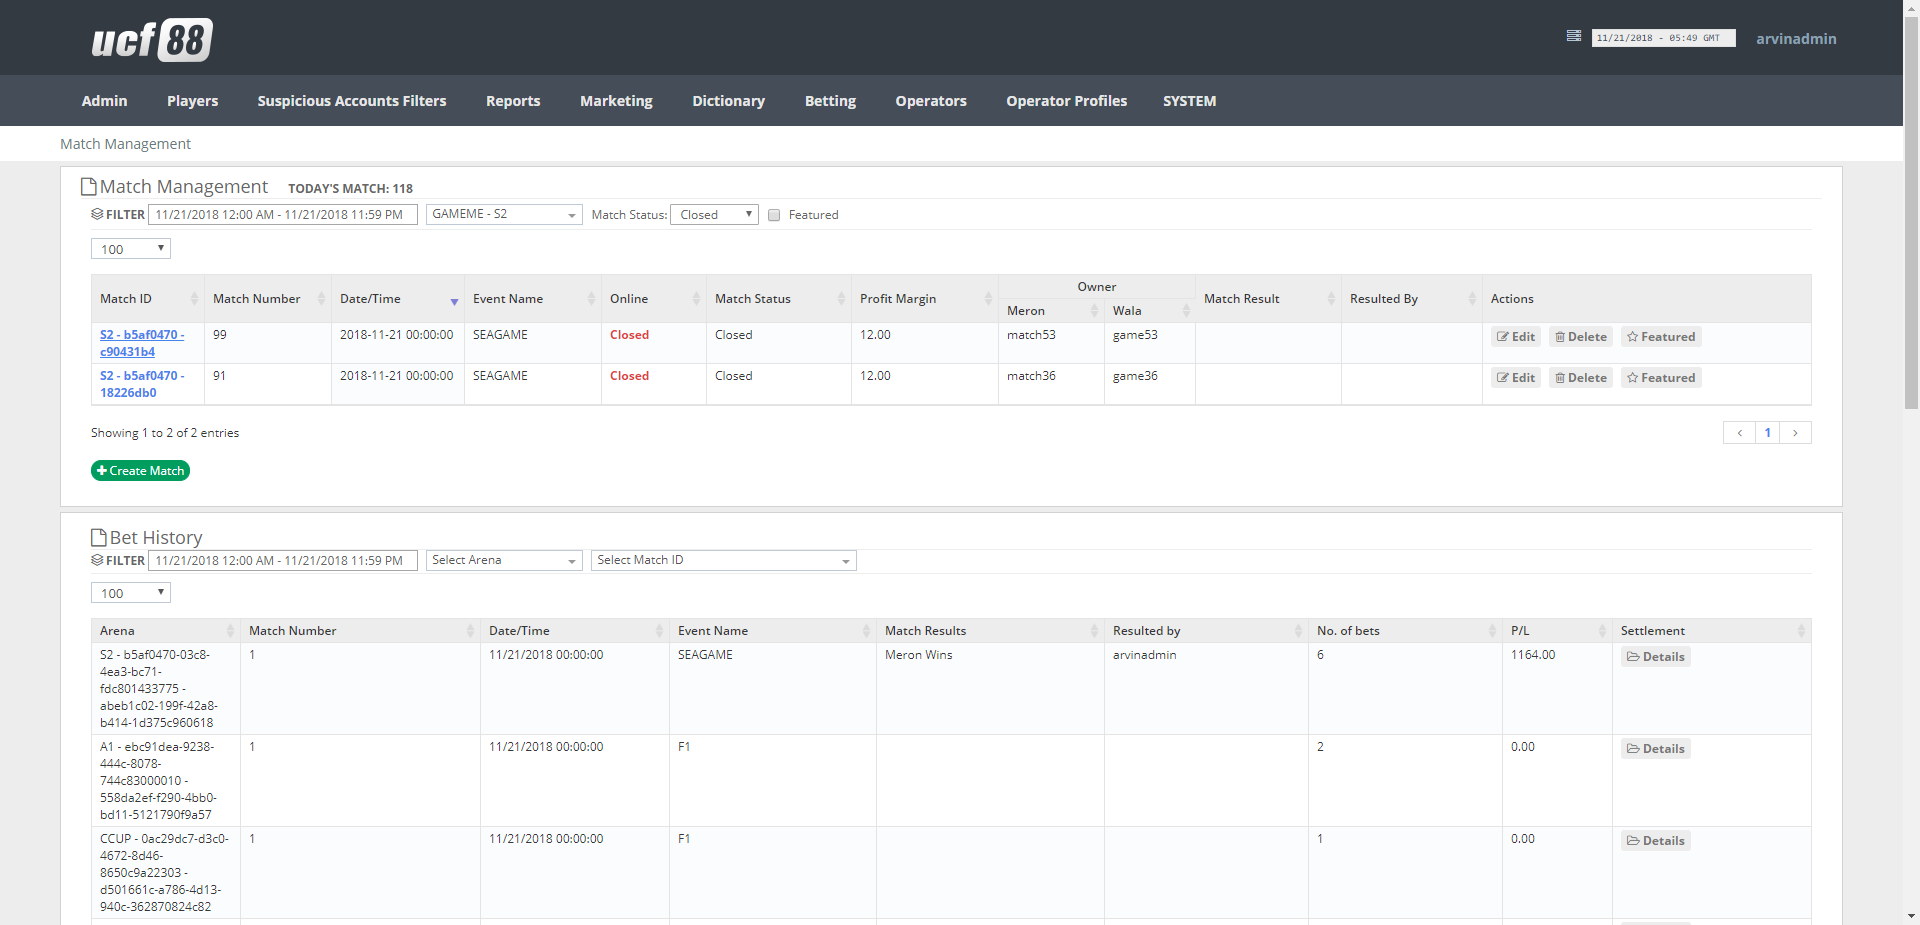 ucf 88
11/21/2018 - 05:49 GMT
arvinadmin
Admin Players Suspicious Accounts Filters Reports Marketing Dictionary Betting Operators Operator Profiles SYSTEM
Match Management
Match Management TODAY'S MATCH: 118
FILTER 11/21/2018 12:00 AM - 11/21/2018 11:59 PM GAMEME - S2 Match Status: Closed Featured
100
Owner
Match ID Match Number Date/Time Event Name Online Match Status Profit Margin Match Result Resulted By Actions
Meron Wala
S2 - b5af0470 - 99 2018-11-21 00:00:00 SEAGAME Closed Closed 12.00 match53 game53 Edit Delete Featured
c90431b4
S2 - b5af0470 - 91 2018-11-21 00:00:00 SEAGAME Closed Closed 12.00 match36 game36 Edit Delete Featured
18226db0
Showing 1 to 2 of 2 entries
‹ 1 ›
Create Match
Bet History
FILTER 11/21/2018 12:00 AM - 11/21/2018 11:59 PM Select Arena Select Match ID
100
Arena Match Number Date/Time Event Name Match Results Resulted by No. of bets P/L Settlement
S2 - b5af0470-03c8- 1 11/21/2018 00:00:00 SEAGAME Meron Wins arvinadmin 6 1164.00 Details
4ea3-bc71-
fdc801433775 -
abeb1c02-199f-42a8-
b414-1d375c960618
A1 - ebc91dea-9238- 1 11/21/2018 00:00:00 F1 2 0.00 Details
444c-8078-
744c83000010 -
558da2ef-f290-4bb0-
bd11-5121790f9a57
CCUP - 0ac29dc7-d3c0- 1 11/21/2018 00:00:00 F1 1 0.00 Details
4672-8d46-
8650c9a22303 -
d501661c-a786-4d13-
940c-362870824c82